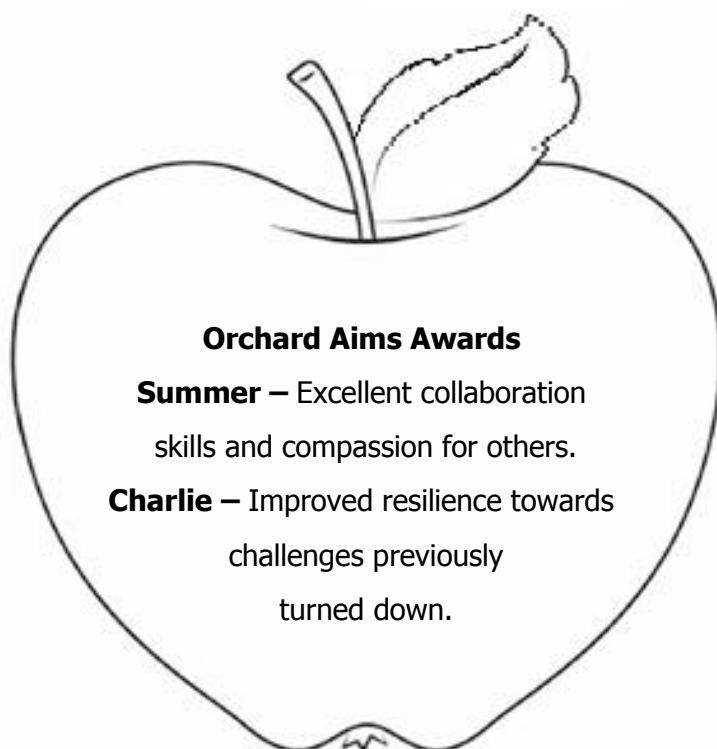 Orchard Aims Awards
Summer – Excellent collaboration
skills and compassion for others.
Charlie – Improved resilience towards
challenges previously
turned down.